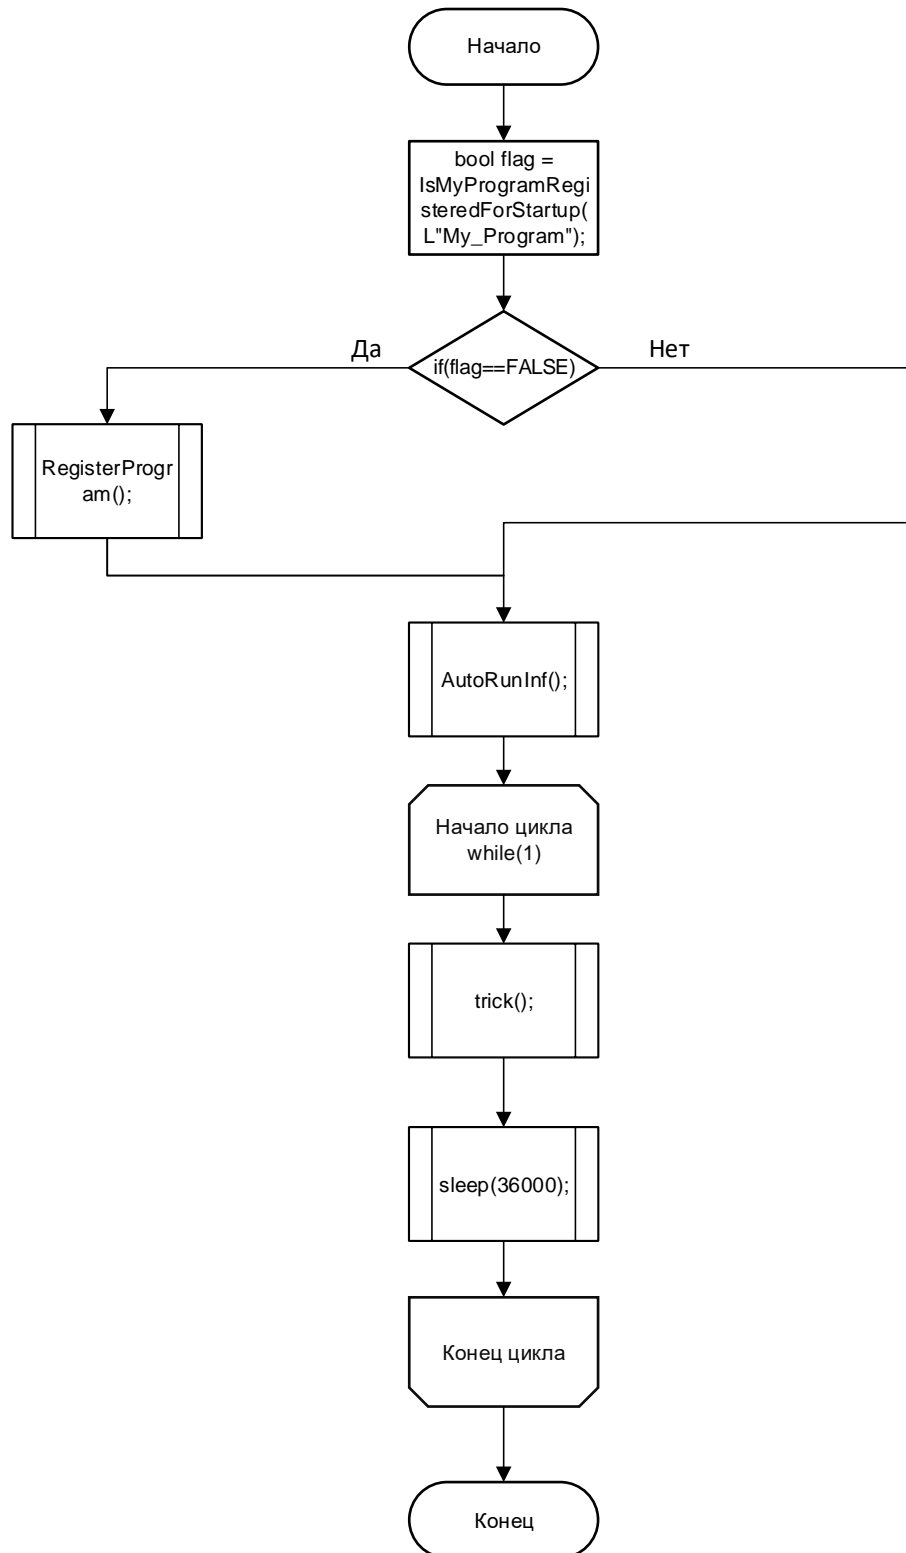 Начало
bool flag =
IsMyProgramRegi
steredForStartup(
L"My_Program");
Да
if(flag==FALSE)
Нет
RegisterProgr
am();
AutoRunInf();
Начало цикла
while(1)
trick();
sleep(36000);
Конец цикла
Конец